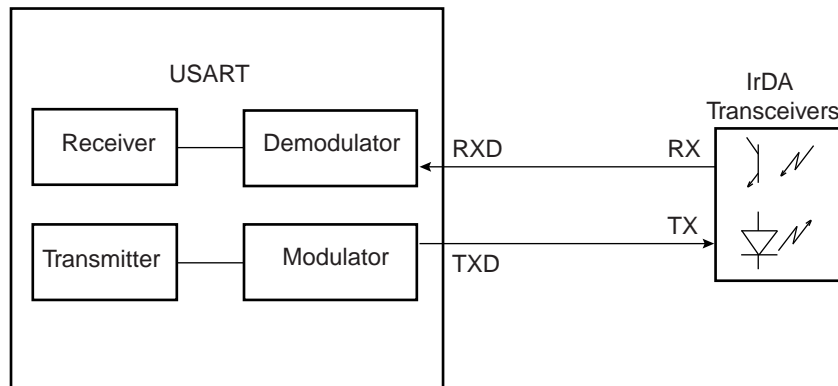 USART
IrDA
Transceivers
Receiver
Demodulator
RXD
RX
Transmitter
Modulator
TXD
TX